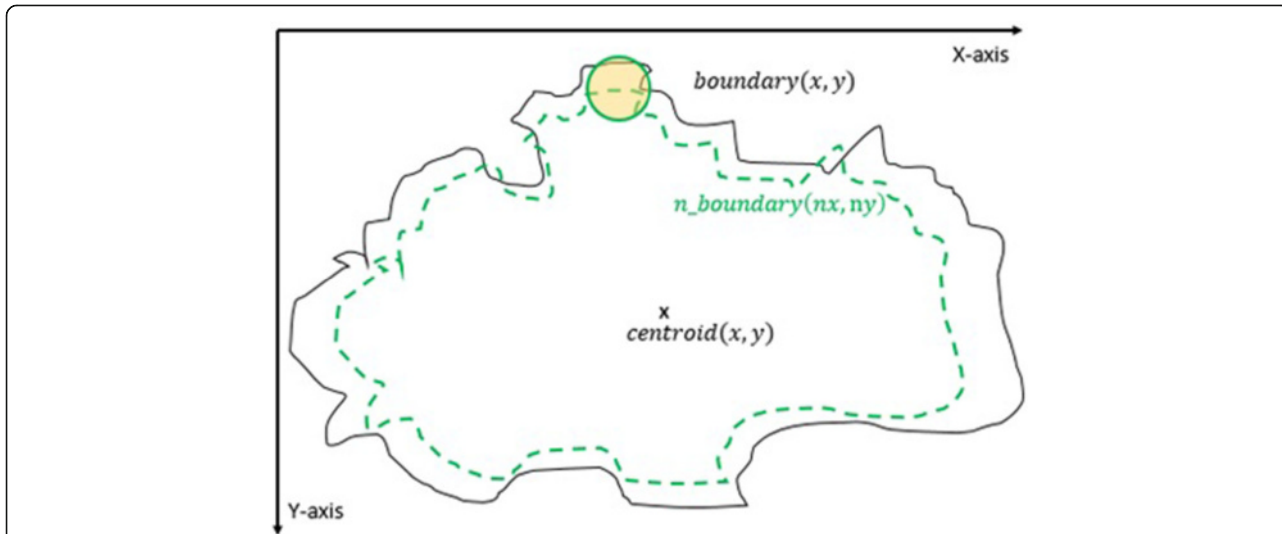 X-axis
boundary(x, y)
n_boundary(nx, ny)
x
centroid(x, y)
Y-axis